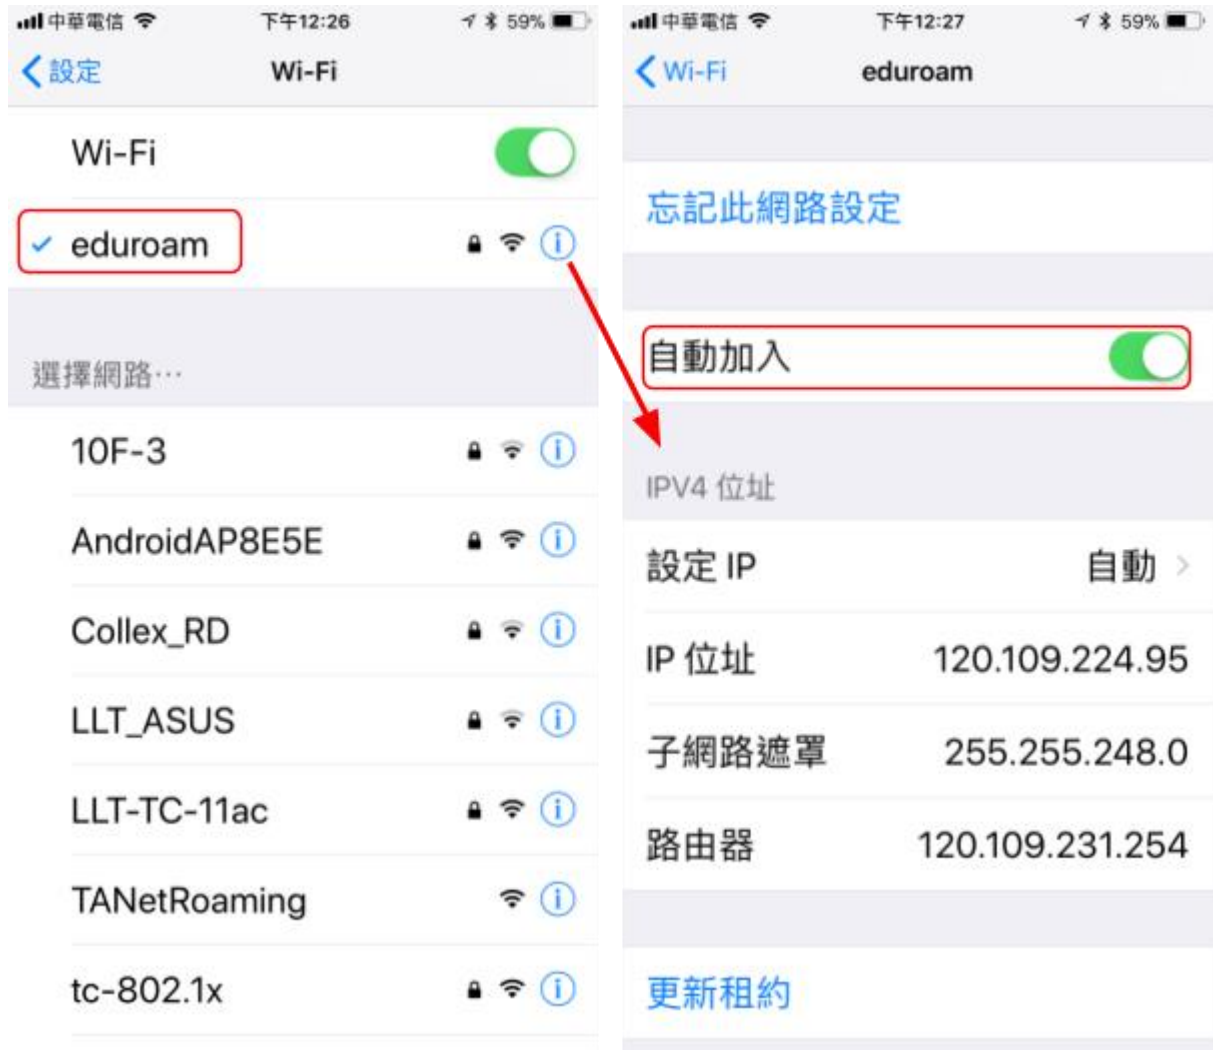 中華電信 下午12:26 59%
設定 Wi-Fi
Wi-Fi
eduroam
選擇網路…
10F-3
AndroidAP8E5E
Collex_RD
LLT_ASUS
LLT-TC-11ac
TANetRoaming
tc-802.1x
中華電信 下午12:27 59%
Wi-Fi eduroam
忘記此網路設定
自動加入
IPV4 位址
設定 IP 自動
IP 位址 120.109.224.95
子網路遮罩 255.255.248.0
路由器 120.109.231.254
更新租約